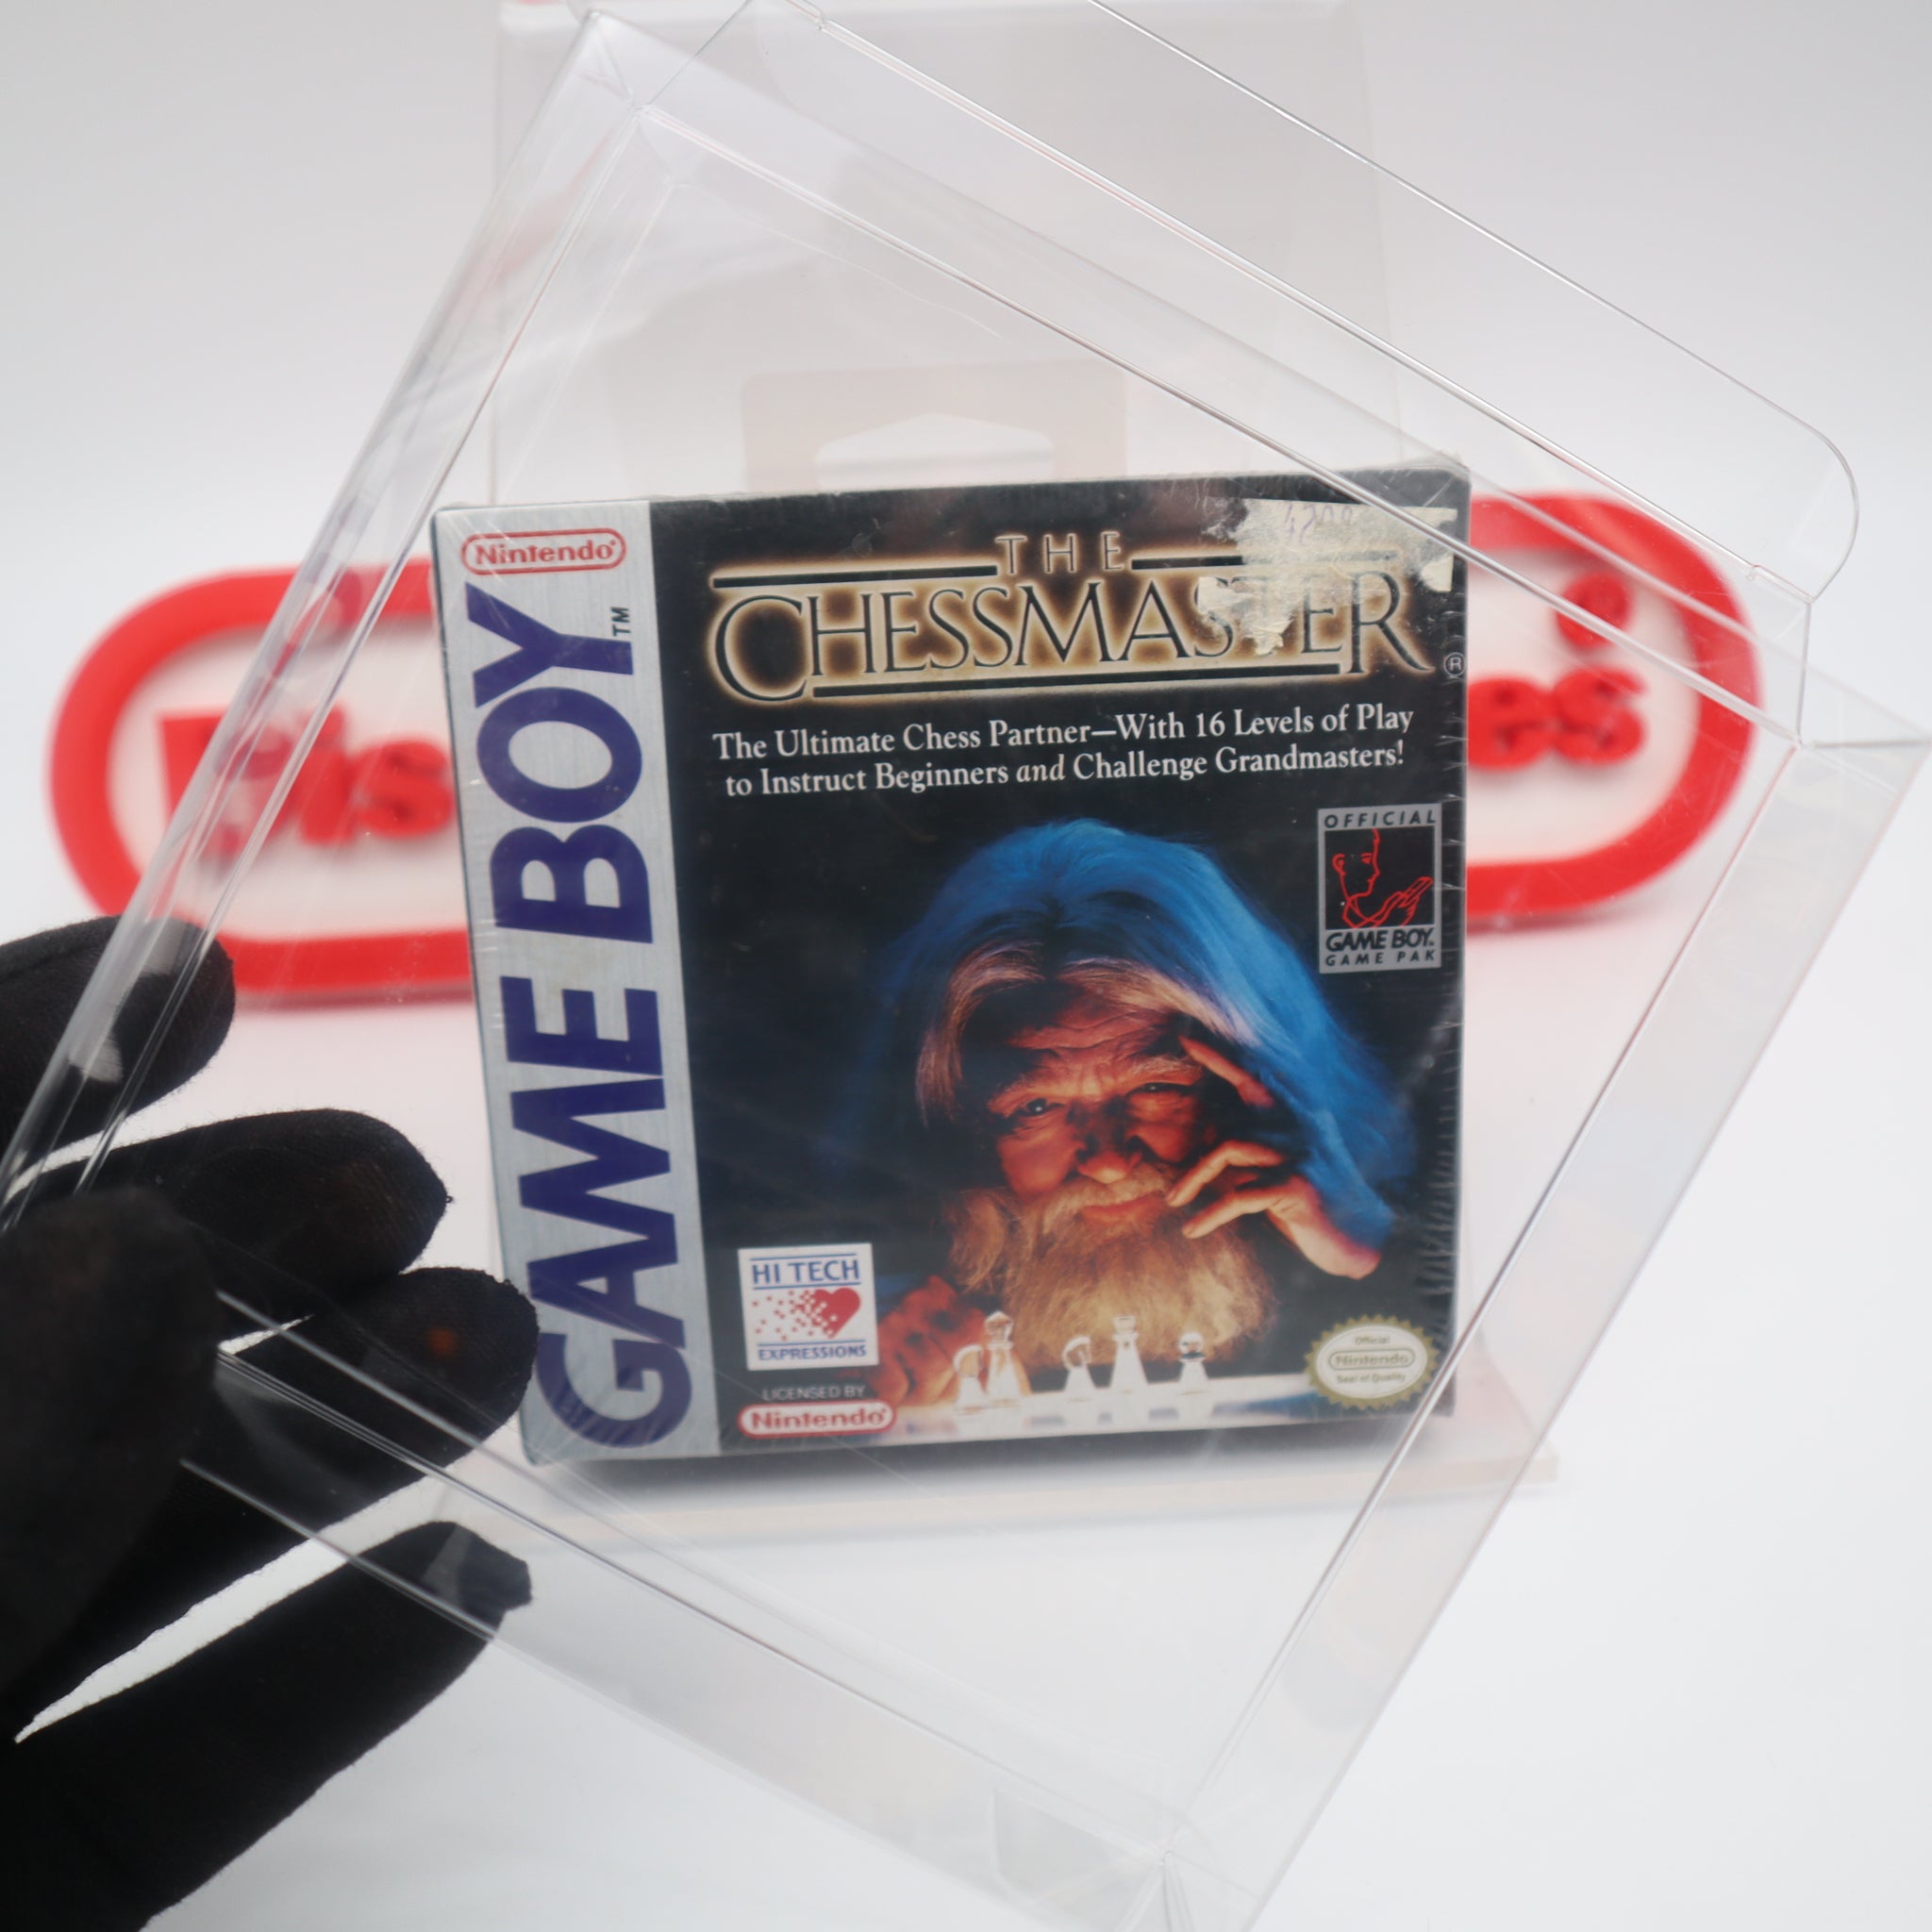 Nintendo®
GAME BOY™
THE
CHESSMASTER®
The Ultimate Chess Partner—With 16 Levels of Play
to Instruct Beginners and Challenge Grandmasters!
OFFICIAL
GAME BOY
GAME PAK
HI TECH
EXPRESSIONS
LICENSED BY
Nintendo®
Official
Nintendo
Seal of Quality